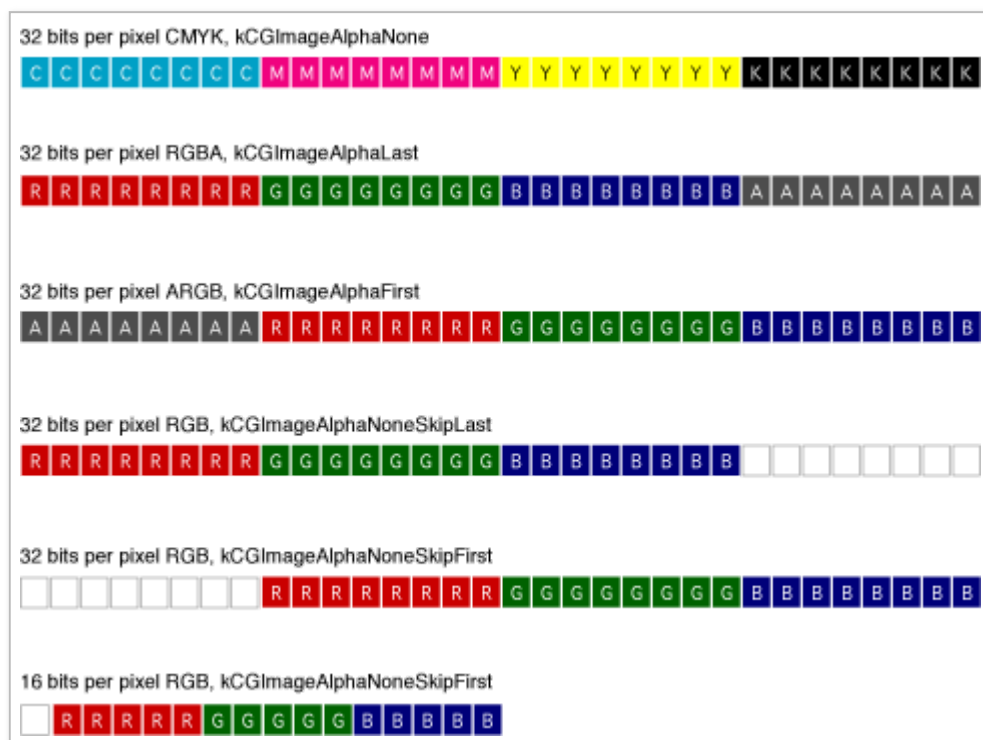 32 bits per pixel CMYK, kCGImageAlphaNone
C C C C C C C C M M M M M M M M Y Y Y Y Y Y Y Y K K K K K K K K
32 bits per pixel RGBA, kCGImageAlphaLast
R R R R R R R R G G G G G G G G B B B B B B B B A A A A A A A A
32 bits per pixel ARGB, kCGImageAlphaFirst
A A A A A A A A R R R R R R R R G G G G G G G G B B B B B B B B
32 bits per pixel RGB, kCGImageAlphaNoneSkipLast
R R R R R R R R G G G G G G G G B B B B B B B B
32 bits per pixel RGB, kCGImageAlphaNoneSkipFirst
R R R R R R R R G G G G G G G G B B B B B B B B
16 bits per pixel RGB, kCGImageAlphaNoneSkipFirst
R R R R R G G G G G B B B B B